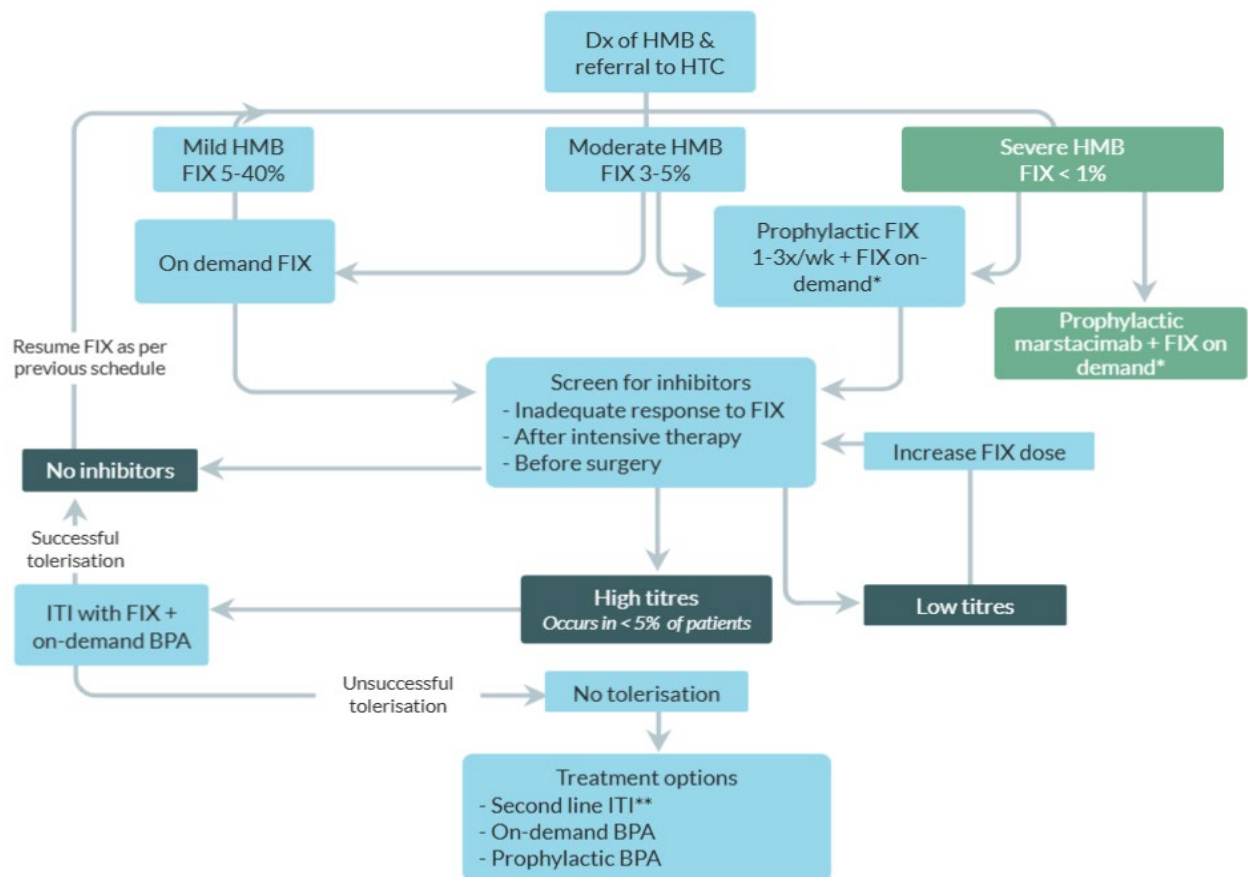 Dx of HMB &
referral to HTC
Mild HMB
FIX 5-40%
Moderate HMB
FIX 3-5%
Severe HMB
FIX < 1%
On demand FIX
Prophylactic FIX
1-3x/wk + FIX on-
demand*
Prophylactic
marstacimab + FIX on
demand*
Resume FIX as per
previous schedule
Screen for inhibitors
- Inadequate response to FIX
- After intensive therapy
- Before surgery
Increase FIX dose
No inhibitors
Successful
tolerisation
ITI with FIX +
on-demand BPA
High titres
Occurs in < 5% of patients
Low titres
Unsuccessful
tolerisation
No tolerisation
Treatment options
- Second line ITI**
- On-demand BPA
- Prophylactic BPA